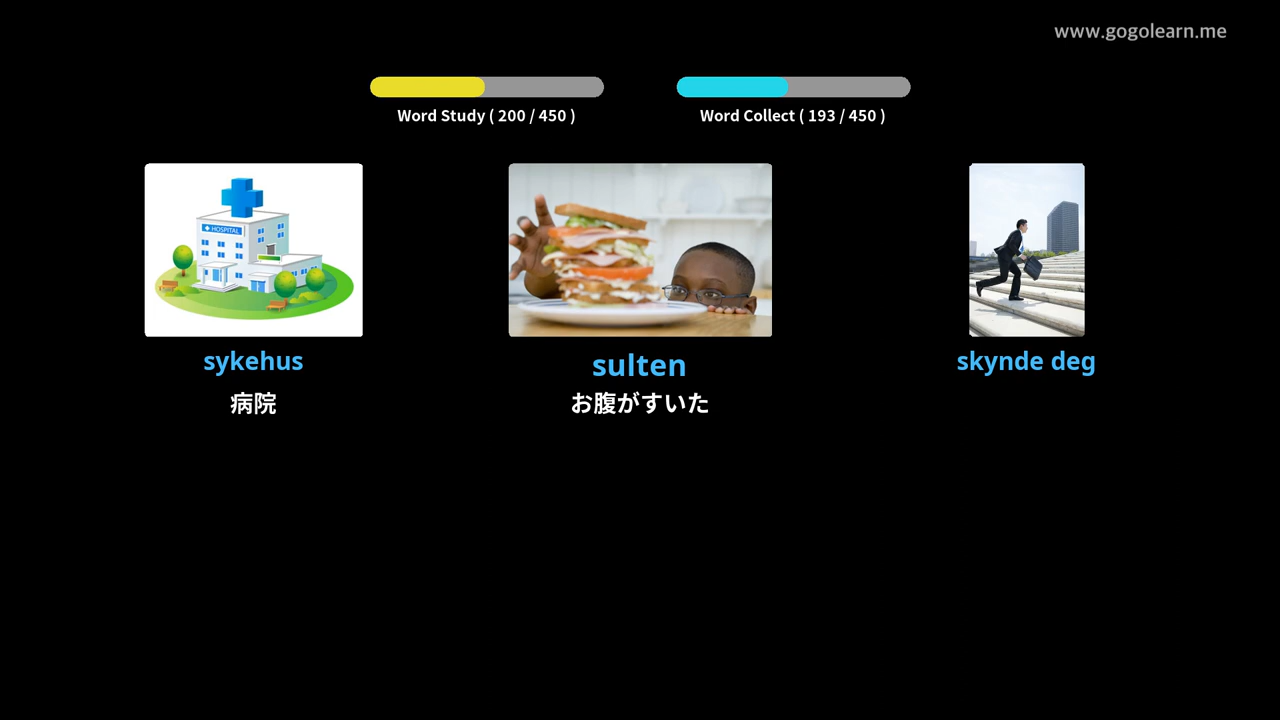 www.gogolearn.me
Word Study ( 200 / 450 )
Word Collect ( 193 / 450 )
HOSPITAL
sykehus
sulten
skynde deg
病院
お腹がすいた